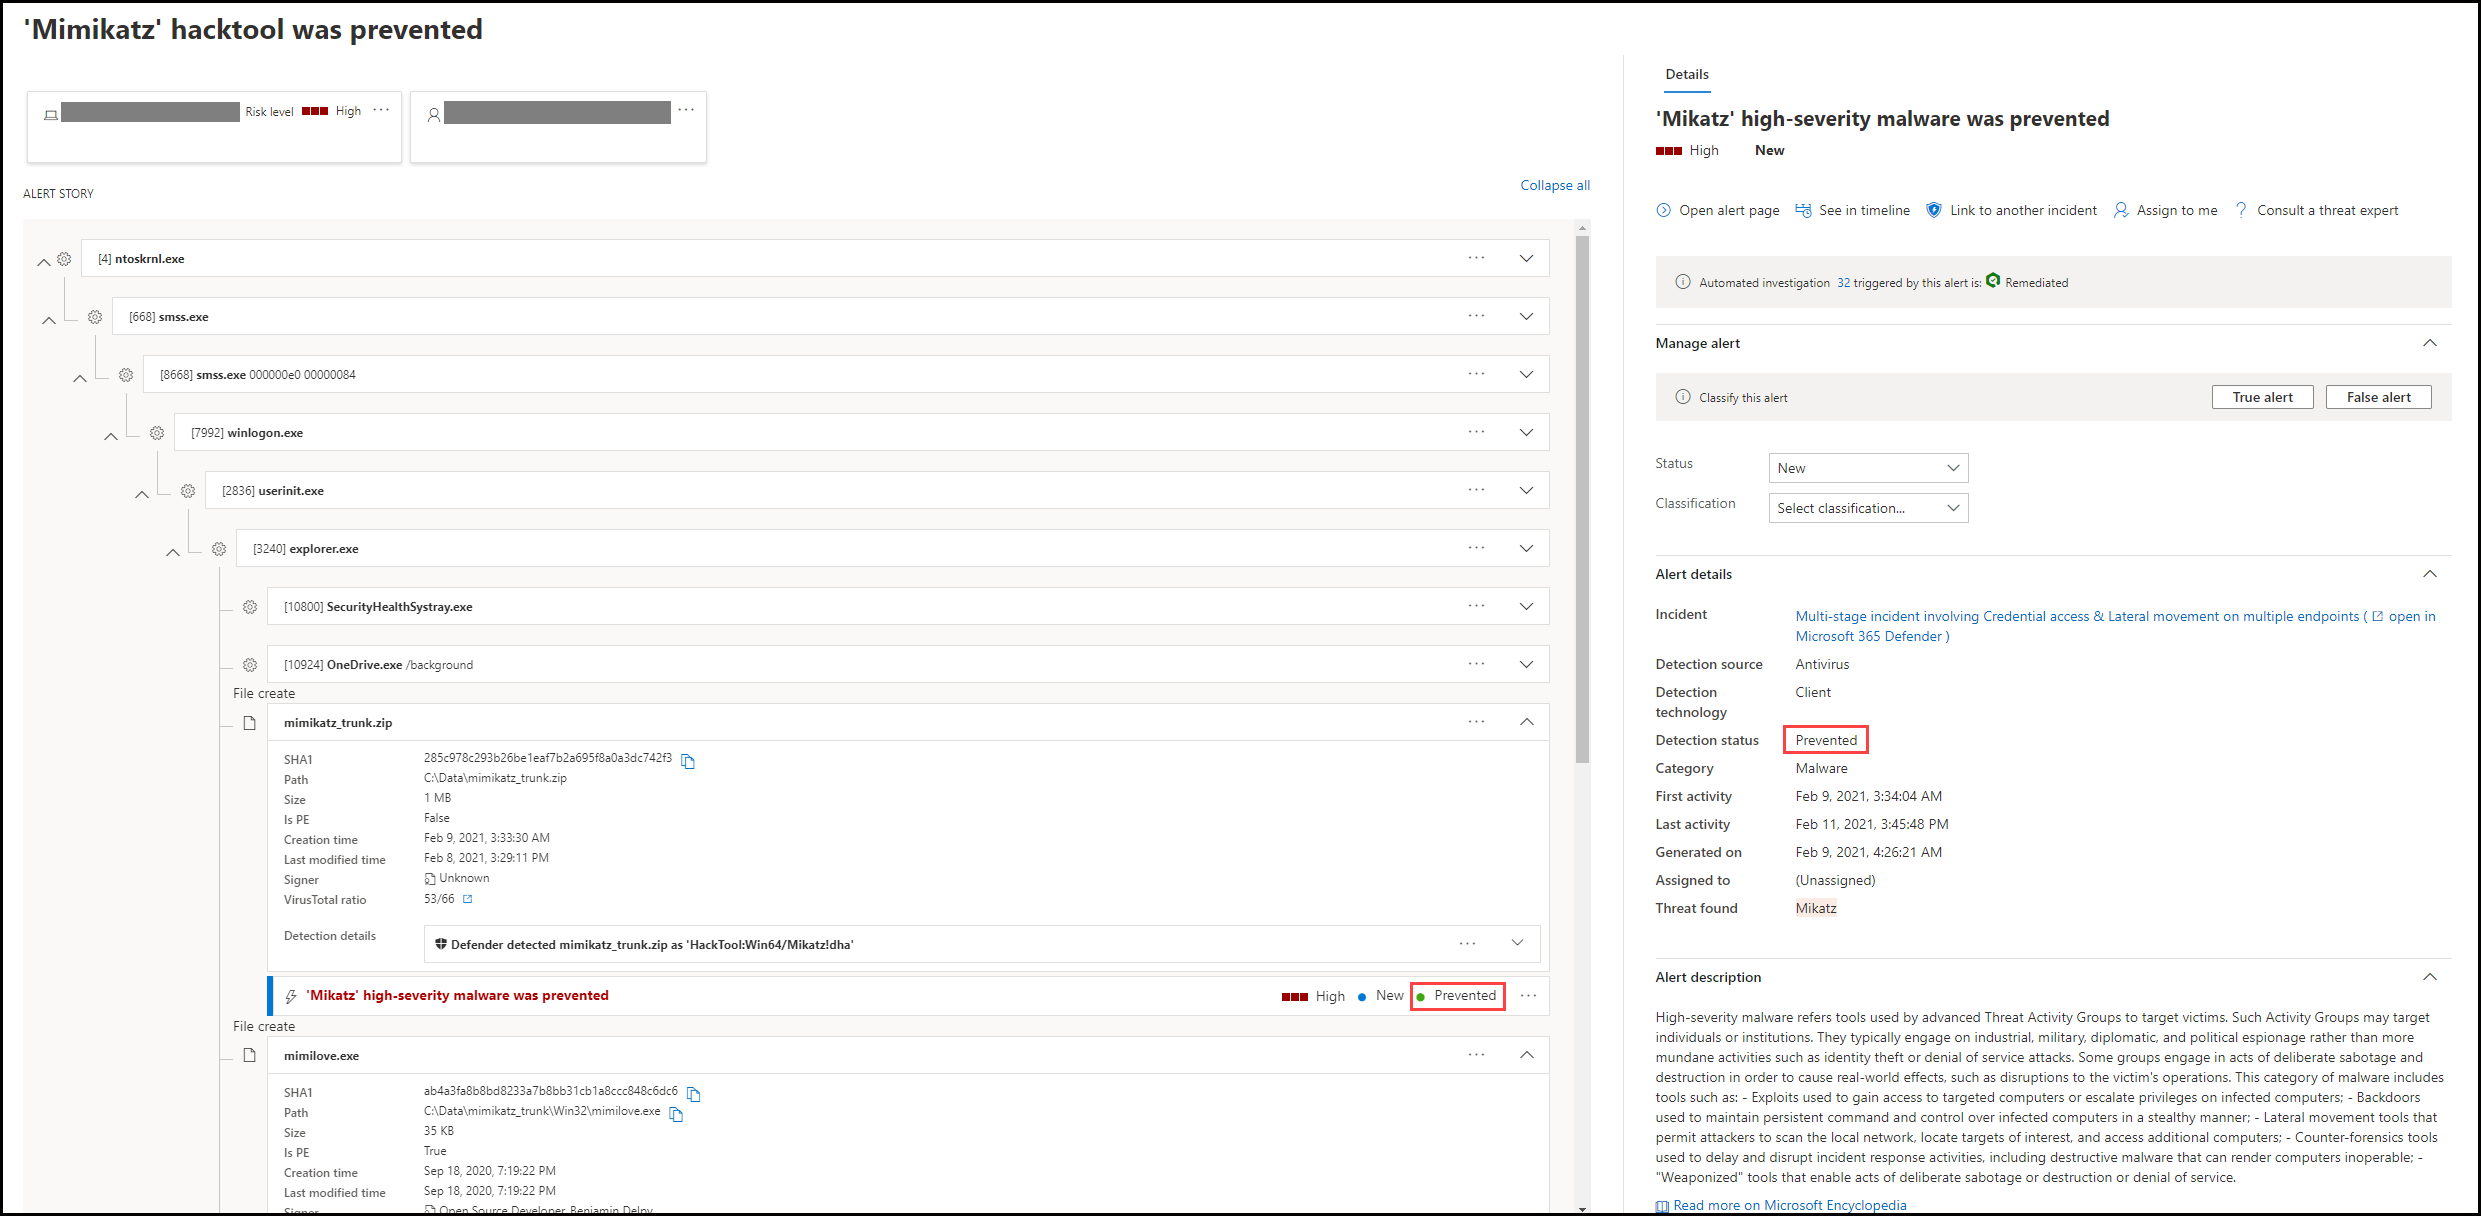 'Mimikatz' hacktool was prevented
Risk level High ···
···
ALERT STORY
Collapse all
[4] ntoskrnl.exe ···
[668] smss.exe ···
[8668] smss.exe 000000e0 00000084 ···
[7992] winlogon.exe ···
[2836] userinit.exe ···
[3240] explorer.exe ···
[10800] SecurityHealthSystray.exe ···
[10924] OneDrive.exe /background ···
File create
mimikatz_trunk.zip ···
SHA1 285c978c293b26be1eaf7b2a695f8a0a3dc742f3
Path C:\Data\mimikatz_trunk.zip
Size 1 MB
Is PE False
Creation time Feb 9, 2021, 3:33:30 AM
Last modified time Feb 8, 2021, 3:29:11 PM
Signer Unknown
VirusTotal ratio 53/66
Detection details Defender detected mimikatz_trunk.zip as 'HackTool:Win64/Mikatz!dha' ···
'Mikatz' high-severity malware was prevented High New Prevented ···
File create
mimilove.exe ···
SHA1 ab4a3fa8b8bd8233a7b8bb31cb1a8ccc848c6dc6
Path C:\Data\mimikatz_trunk\Win32\mimilove.exe
Size 35 KB
Is PE True
Creation time Sep 18, 2020, 7:19:22 PM
Last modified time Sep 18, 2020, 7:19:22 PM
Signer Open Source Developer, Benjamin Delpy
Details
'Mikatz' high-severity malware was prevented
High New
Open alert page See in timeline Link to another incident Assign to me ? Consult a threat expert
Automated investigation 32 triggered by this alert is: Remediated
Manage alert
Classify this alert True alert False alert
Status New
Classification Select classification...
Alert details
Incident Multi-stage incident involving Credential access & Lateral movement on multiple endpoints ( open in
Microsoft 365 Defender )
Detection source Antivirus
Detection Client
technology
Detection status Prevented
Category Malware
First activity Feb 9, 2021, 3:34:04 AM
Last activity Feb 11, 2021, 3:45:48 PM
Generated on Feb 9, 2021, 4:26:21 AM
Assigned to (Unassigned)
Threat found Mikatz
Alert description
High-severity malware refers tools used by advanced Threat Activity Groups to target victims. Such Activity Groups may target
individuals or institutions. They typically engage on industrial, military, diplomatic, and political espionage rather than more
mundane activities such as identity theft or denial of service attacks. Some groups engage in acts of deliberate sabotage and
destruction in order to cause real-world effects, such as disruptions to the victim's operations. This category of malware includes
tools such as: - Exploits used to gain access to targeted computers or escalate privileges on infected computers; - Backdoors
used to maintain persistent command and control over infected computers in a stealthy manner; - Lateral movement tools that
permit attackers to scan the local network, locate targets of interest, and access additional computers; - Counter-forensics tools
used to delay and disrupt incident response activities, including destructive malware that can render computers inoperable; -
"Weaponized" tools that enable acts of deliberate sabotage or destruction or denial of service.
Read more on Microsoft Encyclopedia